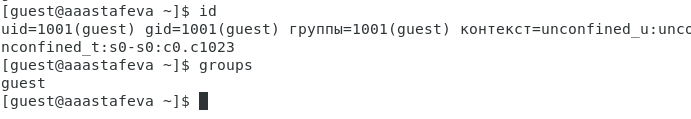 [guest@aaastafeva ~]$ id
uid=1001(guest) gid=1001(guest) группы=1001(guest) контекст=unconfined_u:unco
nconfined_t:s0-s0:c0.c1023
[guest@aaastafeva ~]$ groups
guest
[guest@aaastafeva ~]$